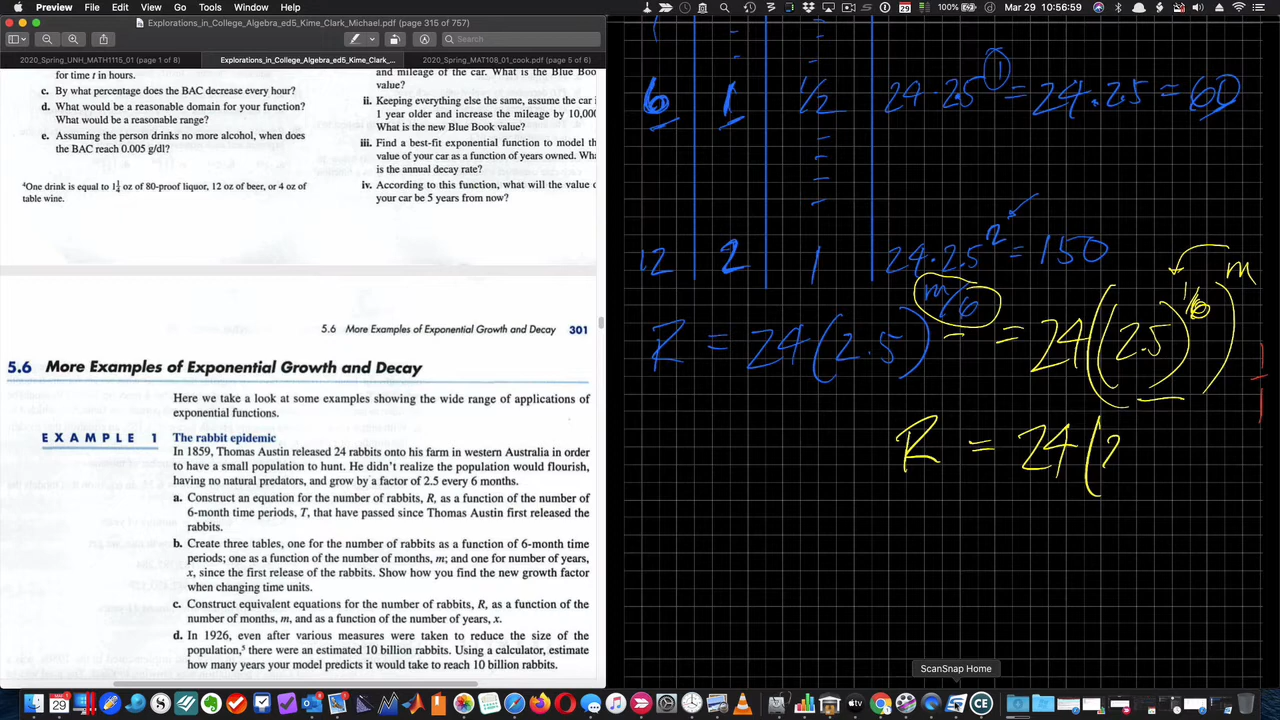 Preview File Edit View Go Tools Window Help
100% Mar 29 10:56:59
Explorations_in_College_Algebra_ed5_Kime_Clark_Michael.pdf (page 315 of 757)
Search
2020_Spring_UNH_MATH1115_01 (page 1 of 8) Explorations_in_College_Algebra_ed5_Kime_Clark_... 2020_Spring_MAT108_01_cook.pdf (page 5 of 6)
for time t in hours.
c. By what percentage does the BAC decrease every hour?
d. What would be a reasonable domain for your function?
What would be a reasonable range?
e. Assuming the person drinks no more alcohol, when does
the BAC reach 0.005 g/dl?
⁴One drink is equal to 1¼ oz of 80-proof liquor, 12 oz of beer, or 4 oz of
table wine.
and mileage of the car. What is the Blue Boo
value?
ii. Keeping everything else the same, assume the car i
1 year older and increase the mileage by 10,00
What is the new Blue Book value?
iii. Find a best-fit exponential function to model th
value of your car as a function of years owned. Wha
is the annual decay rate?
iv. According to this function, what will the value o
your car be 5 years from now?
5.6 More Examples of Exponential Growth and Decay 301
5.6 More Examples of Exponential Growth and Decay
Here we take a look at some examples showing the wide range of applications of
exponential functions.
EXAMPLE 1 The rabbit epidemic
In 1859, Thomas Austin released 24 rabbits onto his farm in western Australia in order
to have a small population to hunt. He didn't realize the population would flourish,
having no natural predators, and grow by a factor of 2.5 every 6 months.
a. Construct an equation for the number of rabbits, R, as a function of the number of
6-month time periods, T, that have passed since Thomas Austin first released the
rabbits.
b. Create three tables, one for the number of rabbits as a function of 6-month time
periods; one as a function of the number of months, m; and one for number of years,
x, since the first release of the rabbits. Show how you find the new growth factor
when changing time units.
c. Construct equivalent equations for the number of rabbits, R, as a function of the
number of months, m, and as a function of the number of years, x.
d. In 1926, even after various measures were taken to reduce the size of the
population,⁵ there were an estimated 10 billion rabbits. Using a calculator, estimate
how many years your model predicts it would take to reach 10 billion rabbits.
6 1 1/2 24·2.5^1 = 24·2.5 = 60
12 2 1 24·2.5^2 = 150
R = 24(2.5)^m/6 = 24((2.5)^1/6)^m
R = 24(2
ScanSnap Home